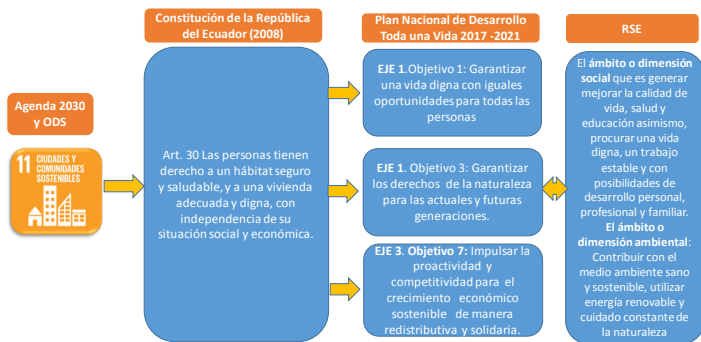 Constitución de la República
del Ecuador (2008)
Plan Nacional de Desarrollo
Toda una Vida 2017 -2021
RSE
Agenda 2030
y ODS
11 CIUDADES Y
COMUNIDADES
SOSTENIBLES
Art. 30 Las personas tienen
derecho a un hábitat seguro
y saludable, y a una vivienda
adecuada y digna, con
independencia de su
situación social y económica.
EJE 1.Objetivo 1: Garantizar
una vida digna con iguales
oportunidades para todas las
personas
EJE 1. Objetivo 3: Garantizar
los derechos de la naturaleza
para las actuales y futuras
generaciones.
EJE 3. Objetivo 7: Impulsar la
proactividad y
competitividad para el
crecimiento económico
sostenible de manera
redistributiva y solidaria.
El ámbito o dimensión
social que es generar
mejorar la calidad de
vida, salud y
educación asimismo,
procurar una vida
digna, un trabajo
estable y con
posibilidades de
desarrollo personal,
profesional y familiar.
El ámbito o
dimensión ambiental:
Contribuir con el
medio ambiente sano
y sostenible, utilizar
energía renovable y
cuidado constante de
la naturaleza